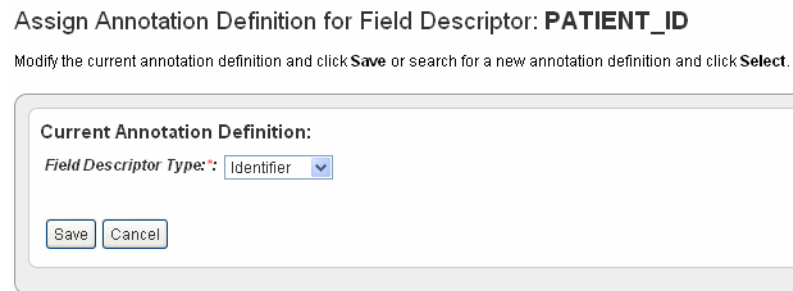 Assign Annotation Definition for Field Descriptor: PATIENT_ID
Modify the current annotation definition and click Save or search for a new annotation definition and click Select.
Current Annotation Definition:
Field Descriptor Type:*: Identifier
Save Cancel